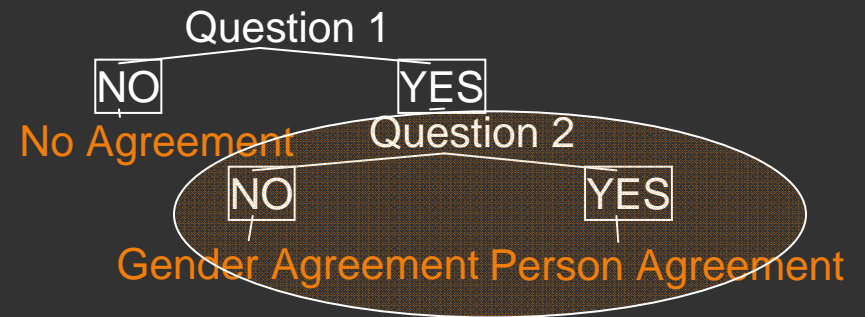 Question 1
NO YES
No Agreement Question 2
NO YES
Gender Agreement Person Agreement